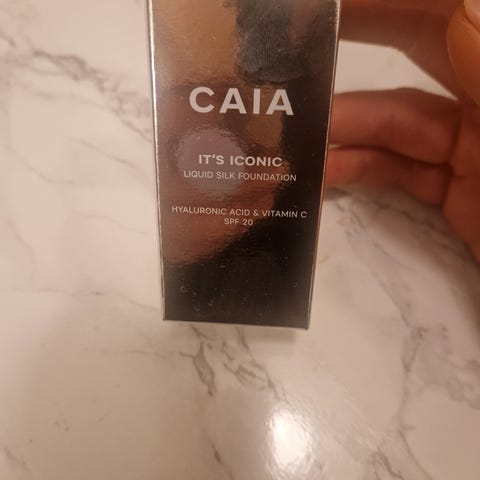 CAIA
IT'S ICONIC
LIQUID SILK FOUNDATION
HYALURONIC ACID & VITAMIN C
SPF 20